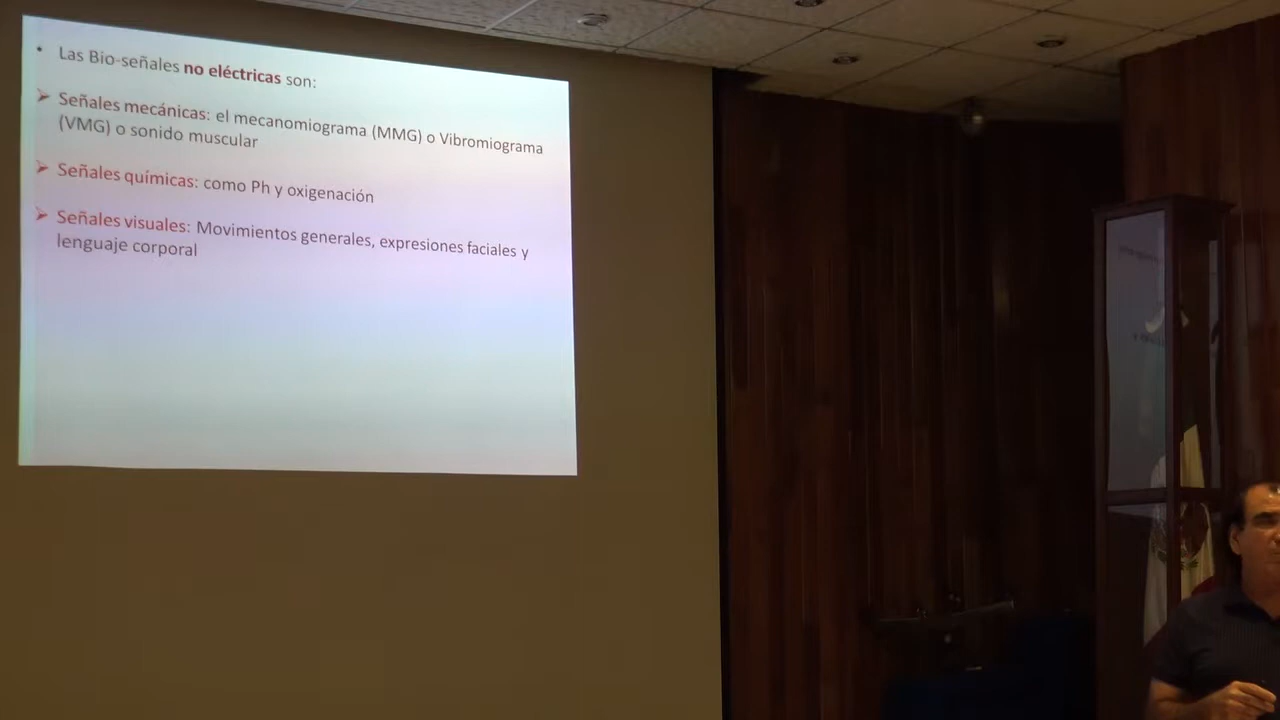 • Las Bio-señales no eléctricas son:
➢ Señales mecánicas: el mecanomiograma (MMG) o Vibromiograma
(VMG) o sonido muscular
➢ Señales químicas: como Ph y oxigenación
➢ Señales visuales: Movimientos generales, expresiones faciales y
lenguaje corporal